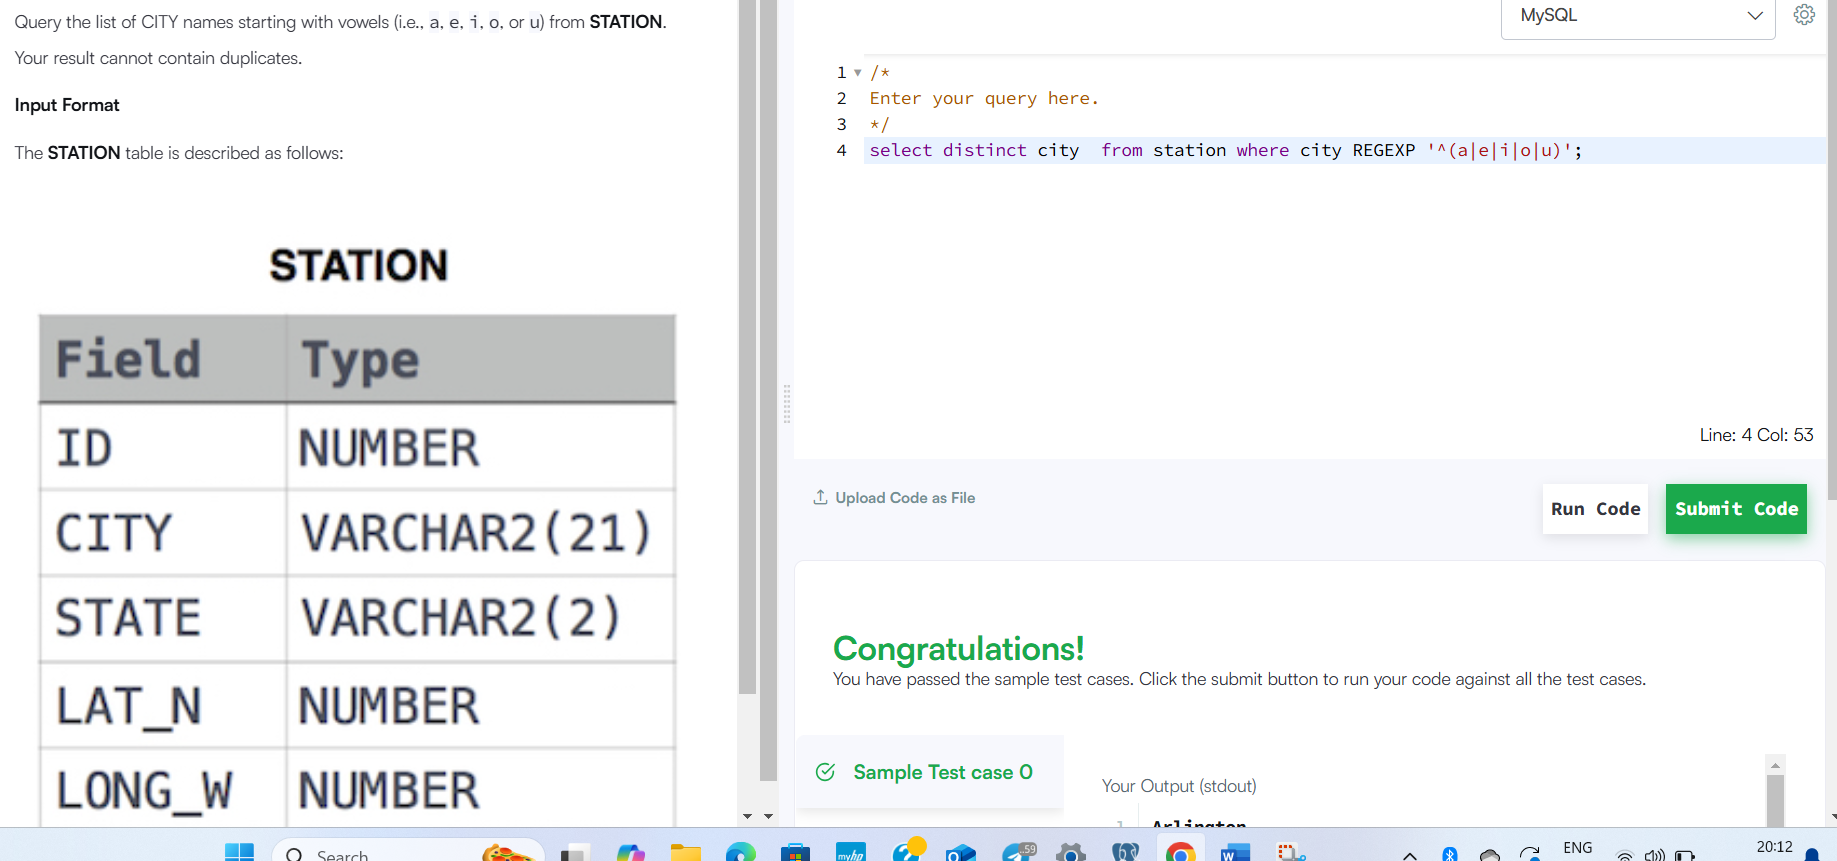 Query the list of CITY names starting with vowels (i.e., a, e, i, o, or u) from STATION.
Your result cannot contain duplicates.
Input Format
The STATION table is described as follows:
STATION
Field Type
ID NUMBER
CITY VARCHAR2(21)
STATE VARCHAR2(2)
LAT_N NUMBER
LONG_W NUMBER
MySQL
1 /*
2 Enter your query here.
3 */
4 select distinct city  from station where city REGEXP '^(a|e|i|o|u)';
Line: 4 Col: 53
Upload Code as File
Run Code
Submit Code
Congratulations!
You have passed the sample test cases. Click the submit button to run your code against all the test cases.
Sample Test case 0
Your Output (stdout)
1 Arlington
Search
myhp
59
ENG
20:12